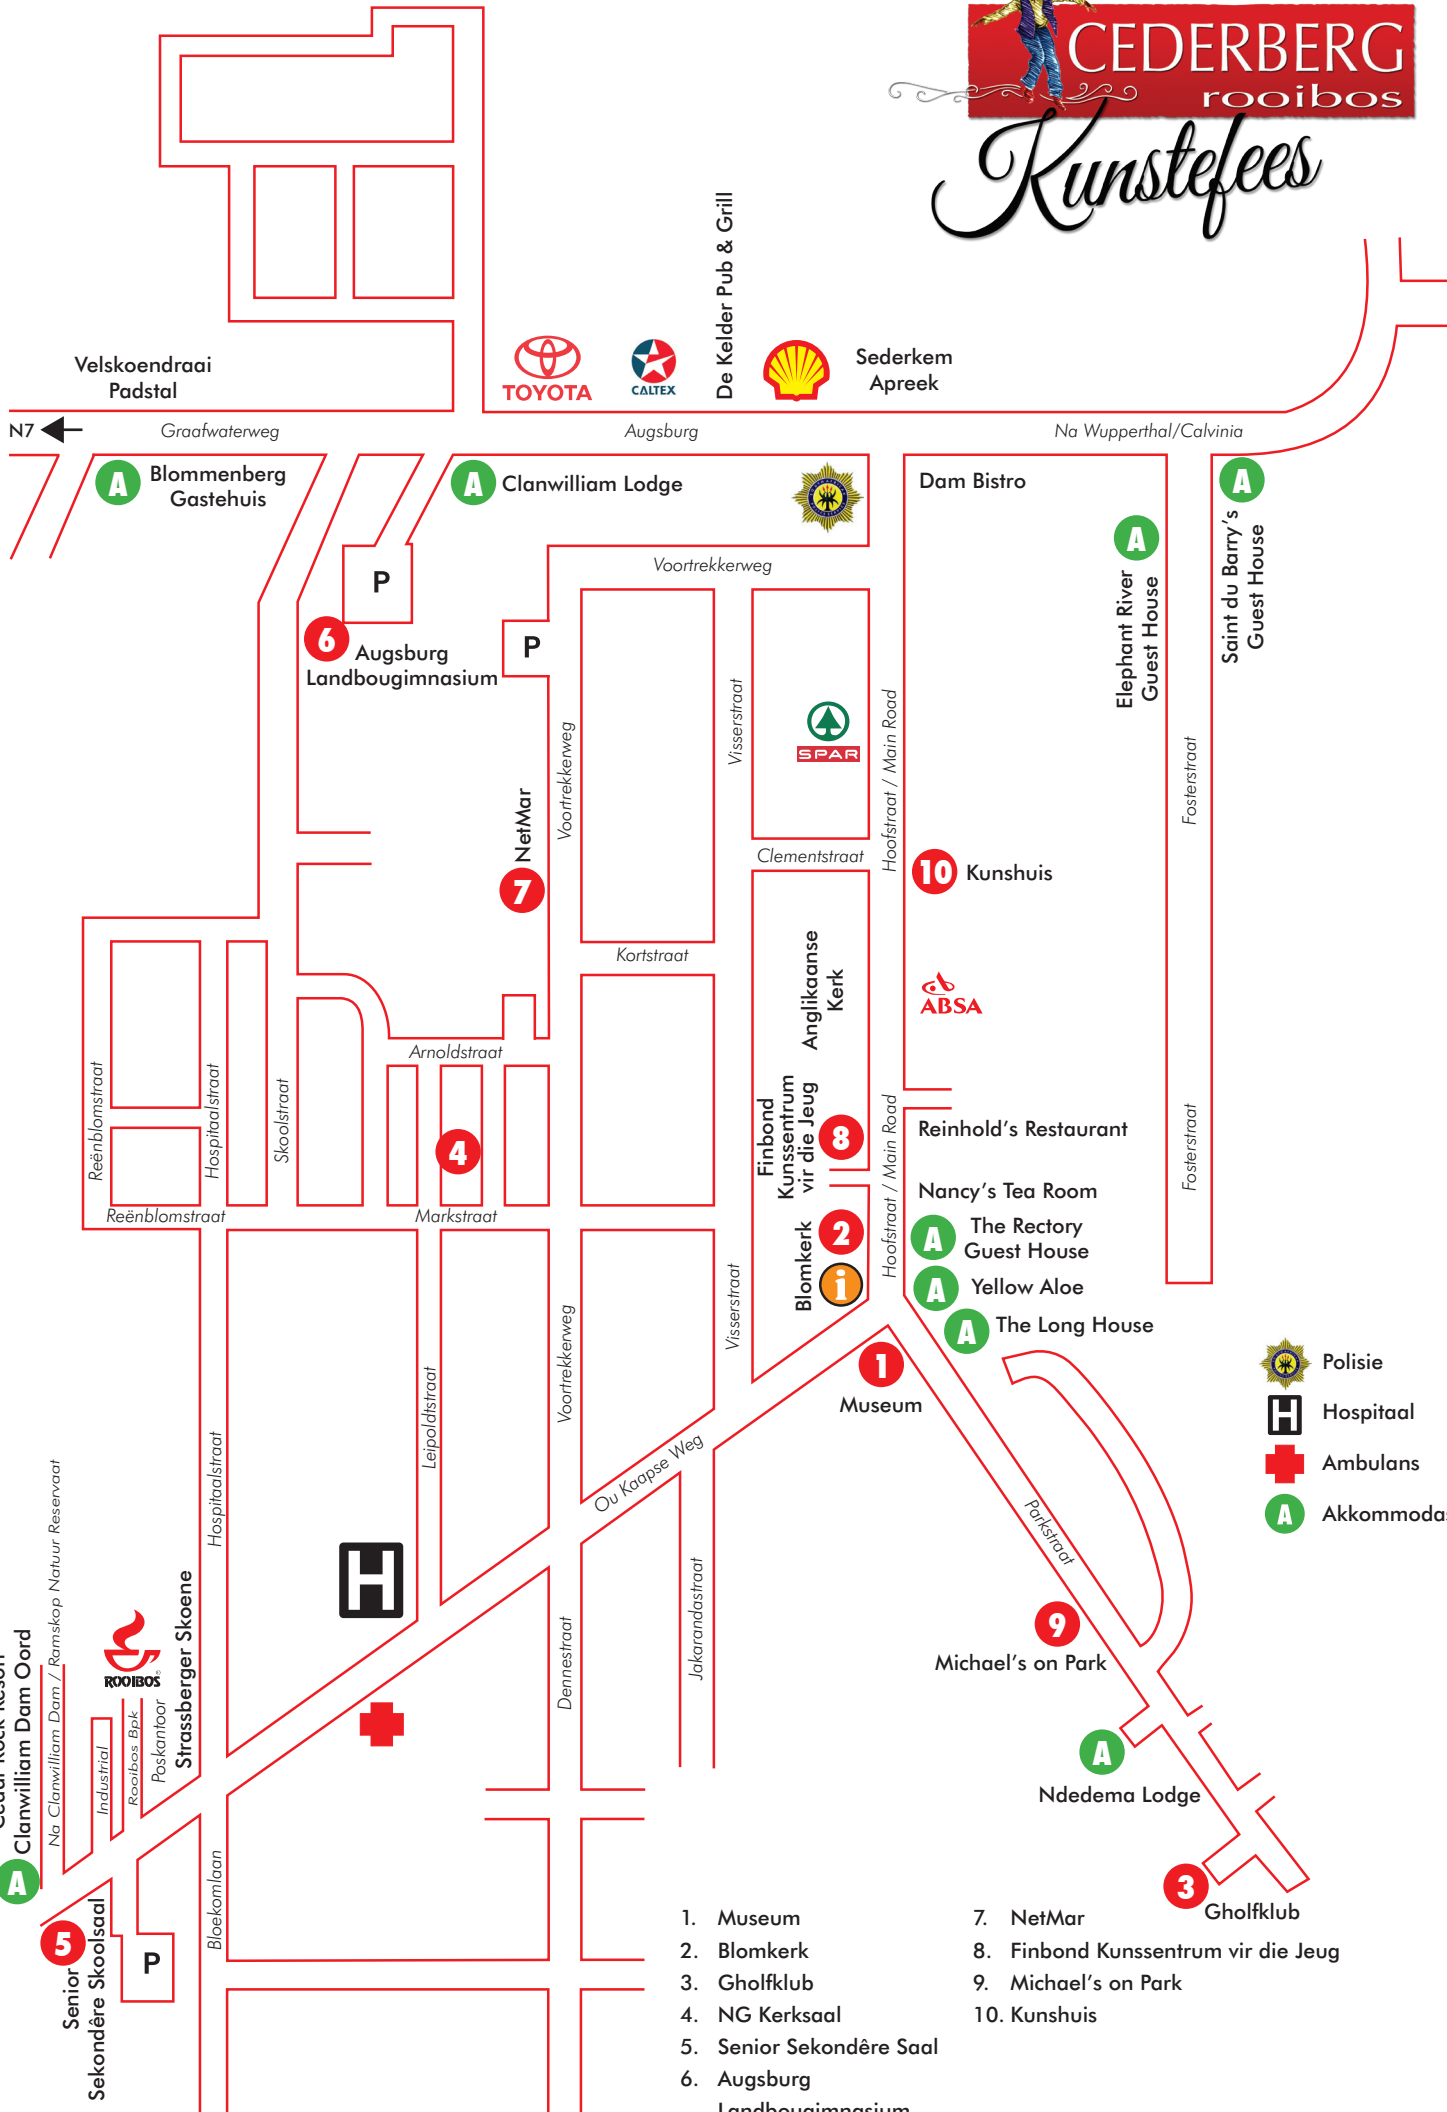 CEDERBERG
rooibos
Kunstefees
De Kelder Pub & Grill
Velskoendraai
Padstal
TOYOTA
CALTEX
Sederkem
Apreek
N7
Graafwaterweg
Augsburg
Na Wupperthal/Calvinia
A
Blommenberg
Gastehuis
A
Clanwilliam Lodge
Dam Bistro
A
Saint du Barry's
Guest House
A
Elephant River
Guest House
Voortrekkerweg
P
P
6
Augsburg
Landbougimnasium
Visserstraat
SPAR
Hoofstraat / Main Road
Voortrekkerweg
Fosterstraat
NetMar
7
Clementstraat
10
Kunshuis
Kortstraat
Anglikaanse
Kerk
ABSA
Arnoldstraat
Reënblomstraat
Hospitaalstraat
Skoolstraat
4
Finbond
Kunssentrum
vir die Jeug
8
Hoofstraat / Main Road
Reinhold's Restaurant
Fosterstraat
Nancy's Tea Room
Reënblomstraat
Markstraat
Blomkerk
2
i
A
The Rectory
Guest House
A
Yellow Aloe
A
The Long House
Visserstraat
Voortrekkerweg
Leipoldtstraat
1
Museum
Polisie
H
Hospitaal
Ambulans
A
Ou Kaapse Weg
Hospitaalstraat
Parkstraat
H
Jakarandastraat
Dennestraat
9
Michael's on Park
Clanwilliam Dam Oord
A
Na Clanwilliam Dam / Ramskop Natuur Reservaat
ROOIBOS
Industrial
Rooibos Bpk
Poskantoor
Strassberger Skoene
A
Ndedema Lodge
3
Gholfklub
Bloekomlaan
5
Senior
Sekondêre Skoolsaal
P
1. Museum
2. Blomkerk
3. Gholfklub
4. NG Kerksaal
5. Senior Sekondêre Saal
6. Augsburg
Landbougimnasium
7. NetMar
8. Finbond Kunssentrum vir die Jeug
9. Michael's on Park
10. Kunshuis